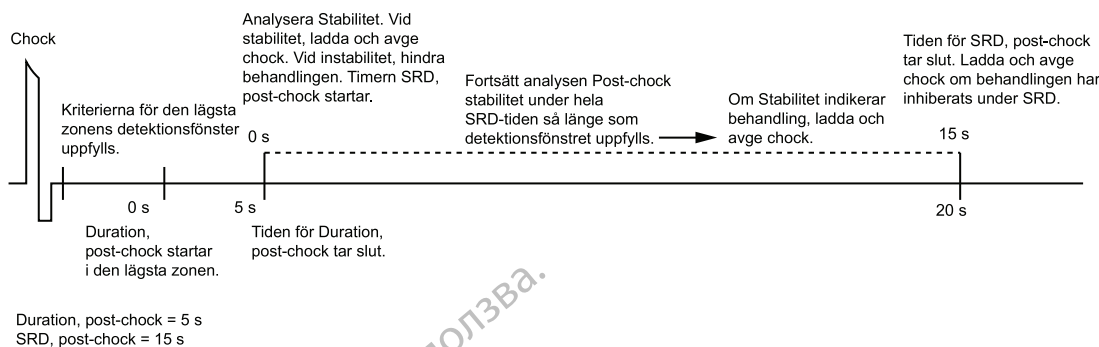 Chock
Analysera Stabilitet. Vid
stabilitet, ladda och avge
chock. Vid instabilitet, hindra
behandlingen. Timern SRD,
post-chock startar.
Kriterierna för den lägsta
zonens detektionsfönster
uppfylls.
0 s
Fortsätt analysen Post-chock
stabilitet under hela
SRD-tiden så länge som
detektionsfönstret uppfylls.
Om Stabilitet indikerar
behandling, ladda och
avge chock.
Tiden för SRD, post-chock
tar slut. Ladda och avge
chock om behandlingen har
inhiberats under SRD.
15 s
0 s
5 s
20 s
Duration,
post-chock startar
i den lägsta zonen.
Tiden för Duration,
post-chock tar slut.
Duration, post-chock = 5 s
SRD, post-chock = 15 s